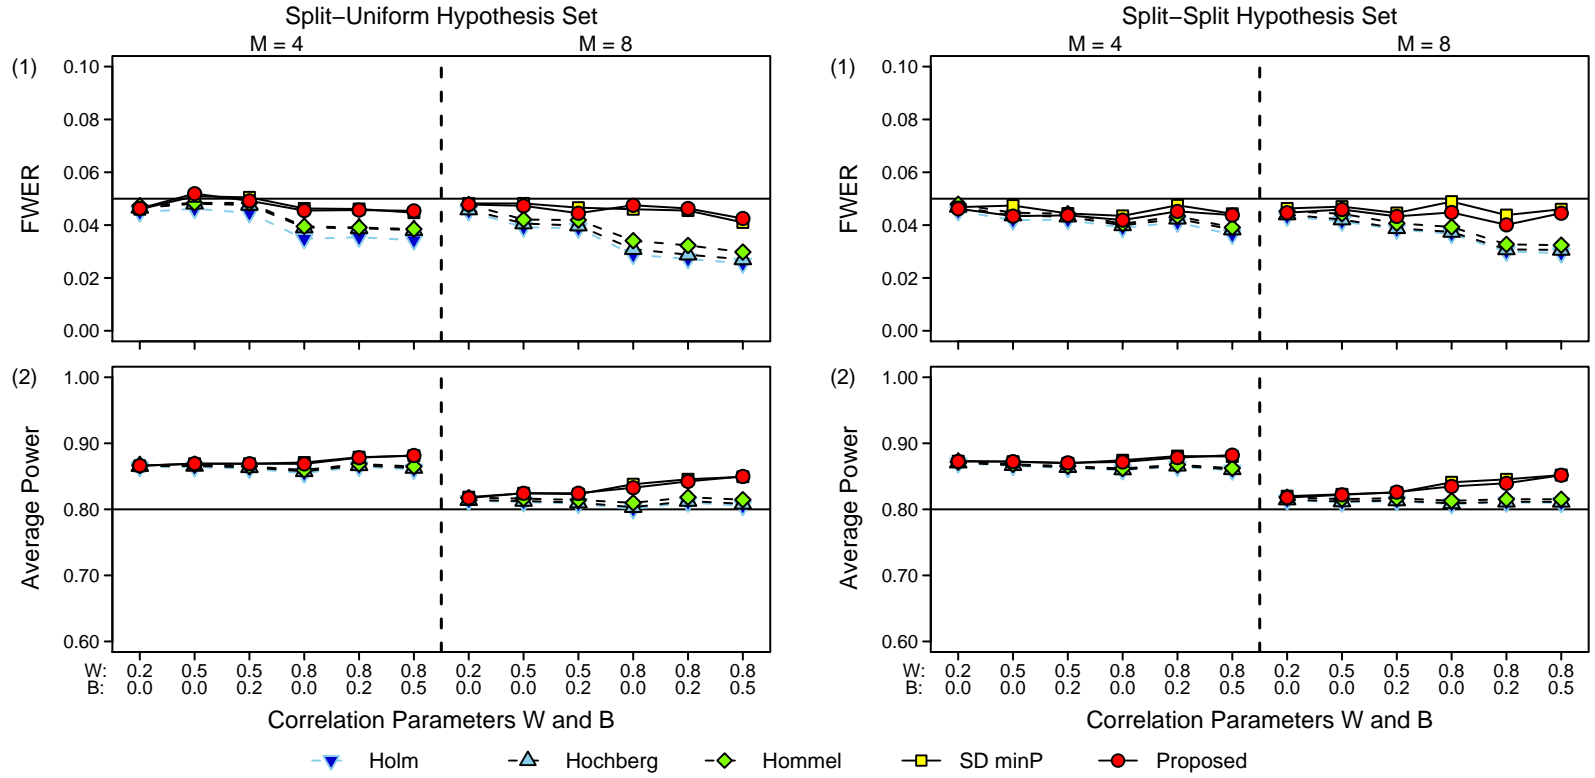 Split−Uniform Hypothesis Set
M = 4 M = 8
(1)
FWER
0.10
0.08
0.06
0.04
0.02
0.00
(2)
Average Power
1.00
0.90
0.80
0.70
0.60
W: 0.2 0.5 0.5 0.8 0.8 0.8 0.2 0.5 0.5 0.8 0.8 0.8
B: 0.0 0.0 0.2 0.0 0.2 0.5 0.0 0.0 0.2 0.0 0.2 0.5
Correlation Parameters W and B
Split−Split Hypothesis Set
M = 4 M = 8
(1)
FWER
0.10
0.08
0.06
0.04
0.02
0.00
(2)
Average Power
1.00
0.90
0.80
0.70
0.60
0.2 0.5 0.5 0.8 0.8 0.8 0.2 0.5 0.5 0.8 0.8 0.8
0.0 0.0 0.2 0.0 0.2 0.5 0.0 0.0 0.2 0.0 0.2 0.5
Correlation Parameters W and B
Holm Hochberg Hommel SD minP Proposed